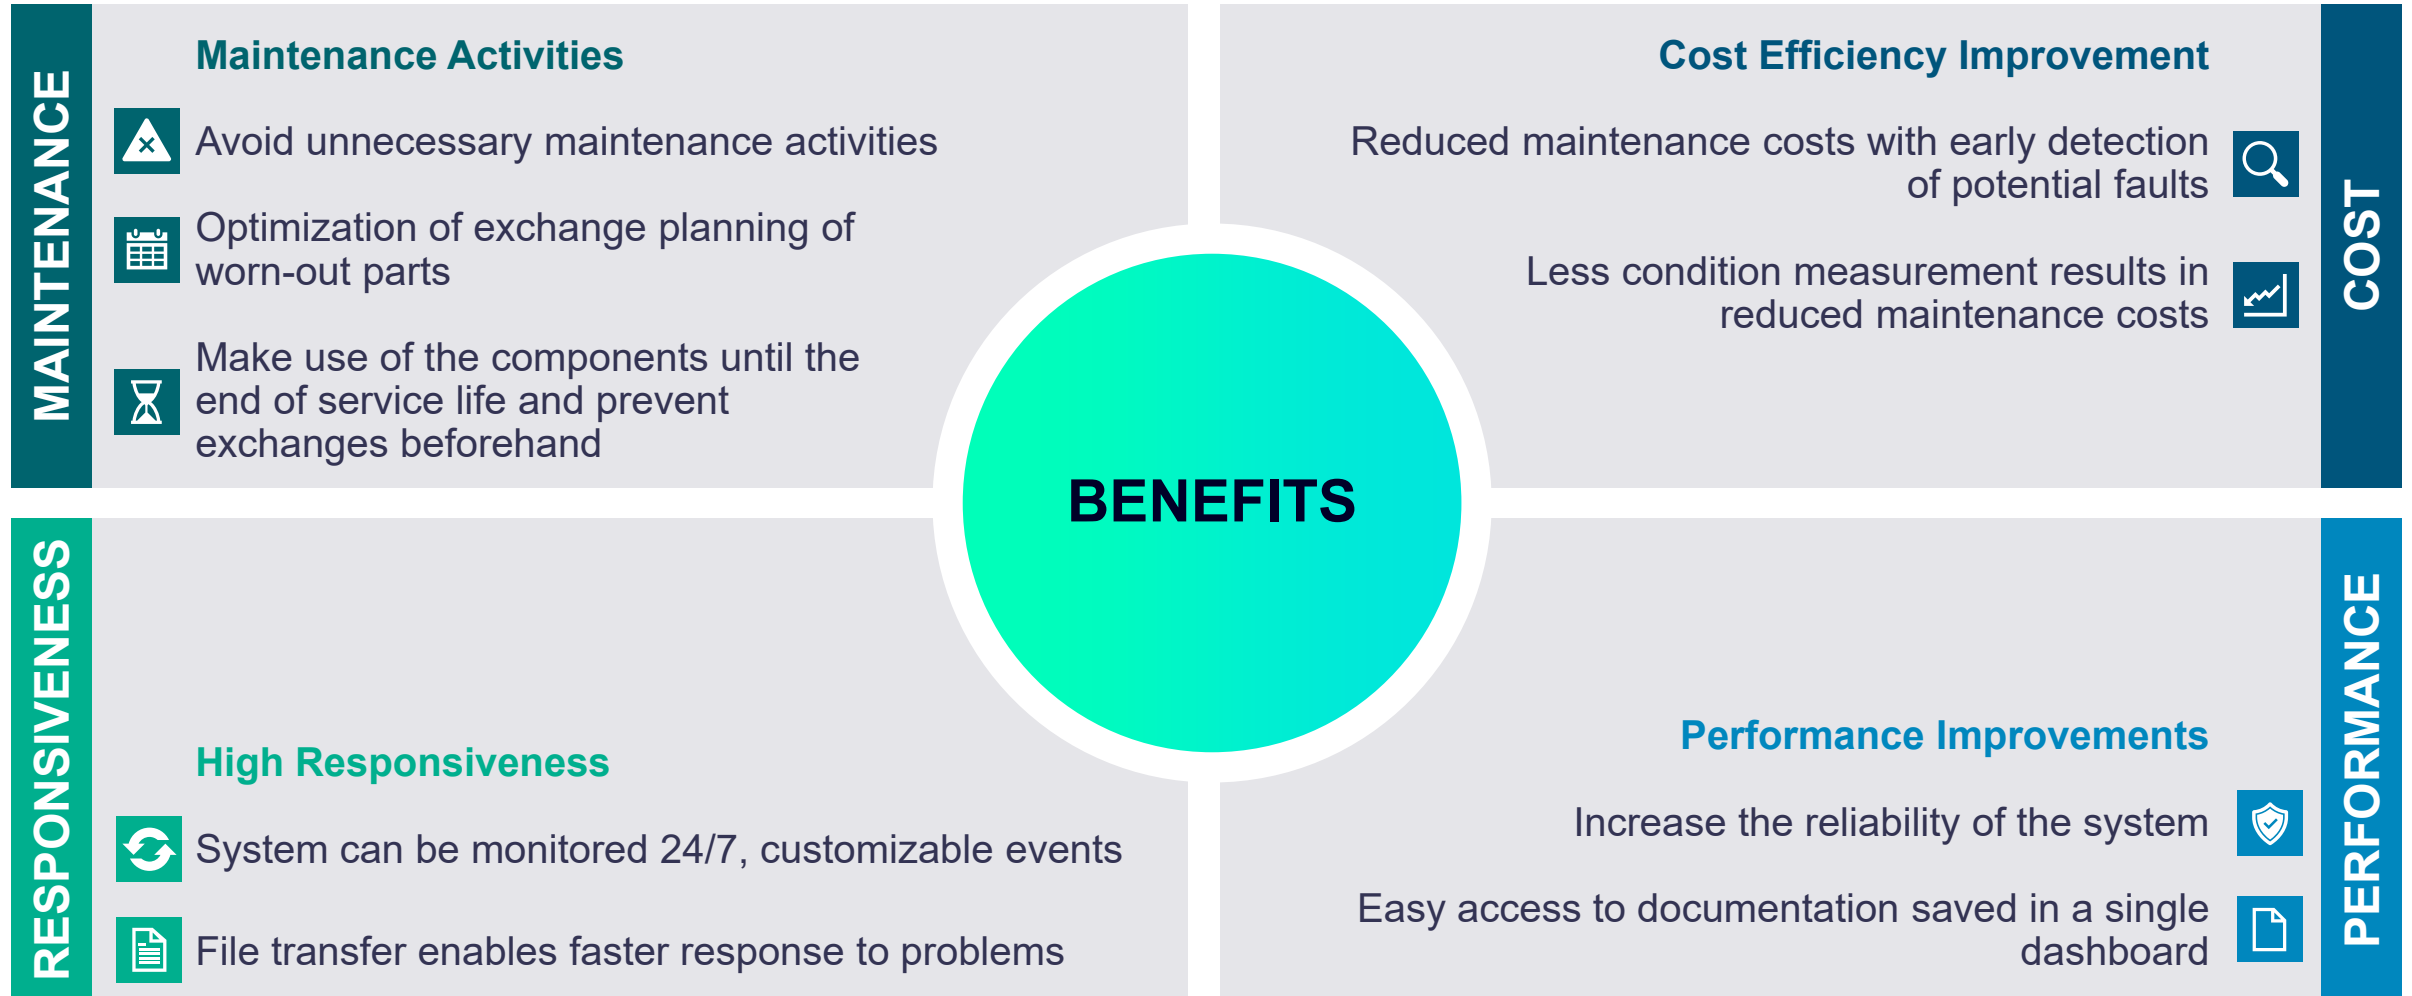 MAINTENANCE
Maintenance Activities
Avoid unnecessary maintenance activities
Optimization of exchange planning of
worn-out parts
Make use of the components until the
end of service life and prevent
exchanges beforehand
Cost Efficiency Improvement
Reduced maintenance costs with early detection
of potential faults
Less condition measurement results in
reduced maintenance costs
COST
BENEFITS
RESPONSIVENESS
High Responsiveness
System can be monitored 24/7, customizable events
File transfer enables faster response to problems
Performance Improvements
Increase the reliability of the system
Easy access to documentation saved in a single
dashboard
PERFORMANCE